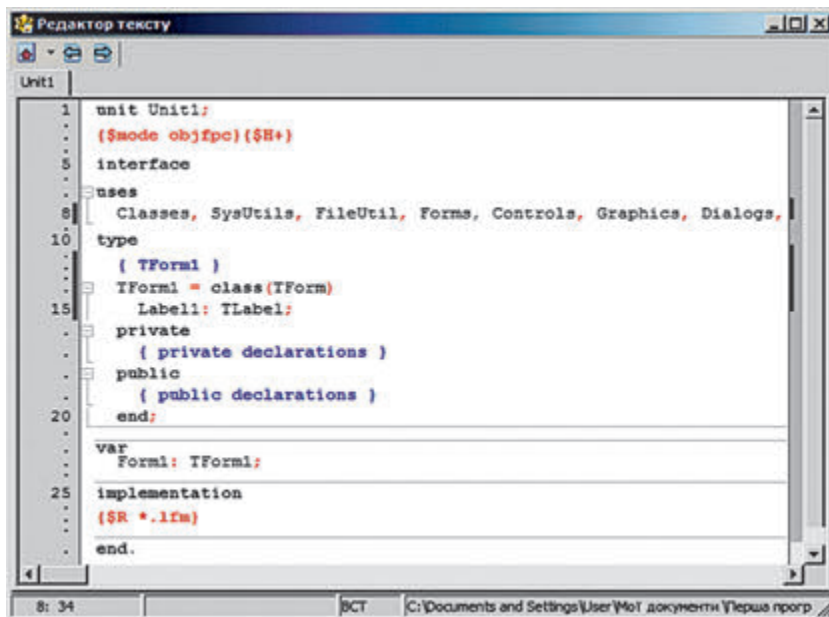 Редактор тексту
Unit1
1 unit Unit1;
{$mode objfpc}{$H+}
5 interface
uses
8 Classes, SysUtils, FileUtil, Forms, Controls, Graphics, Dialogs,
10 type
{ TForm1 }
TForm1 = class(TForm)
15 Label1: TLabel;
private
{ private declarations }
public
{ public declarations }
20 end;
var
Form1: TForm1;
25 implementation
{$R *.lfm}
end.
8: 34 ВСТ C:\Documents and Settings\User\Мої документи\Перша прогр